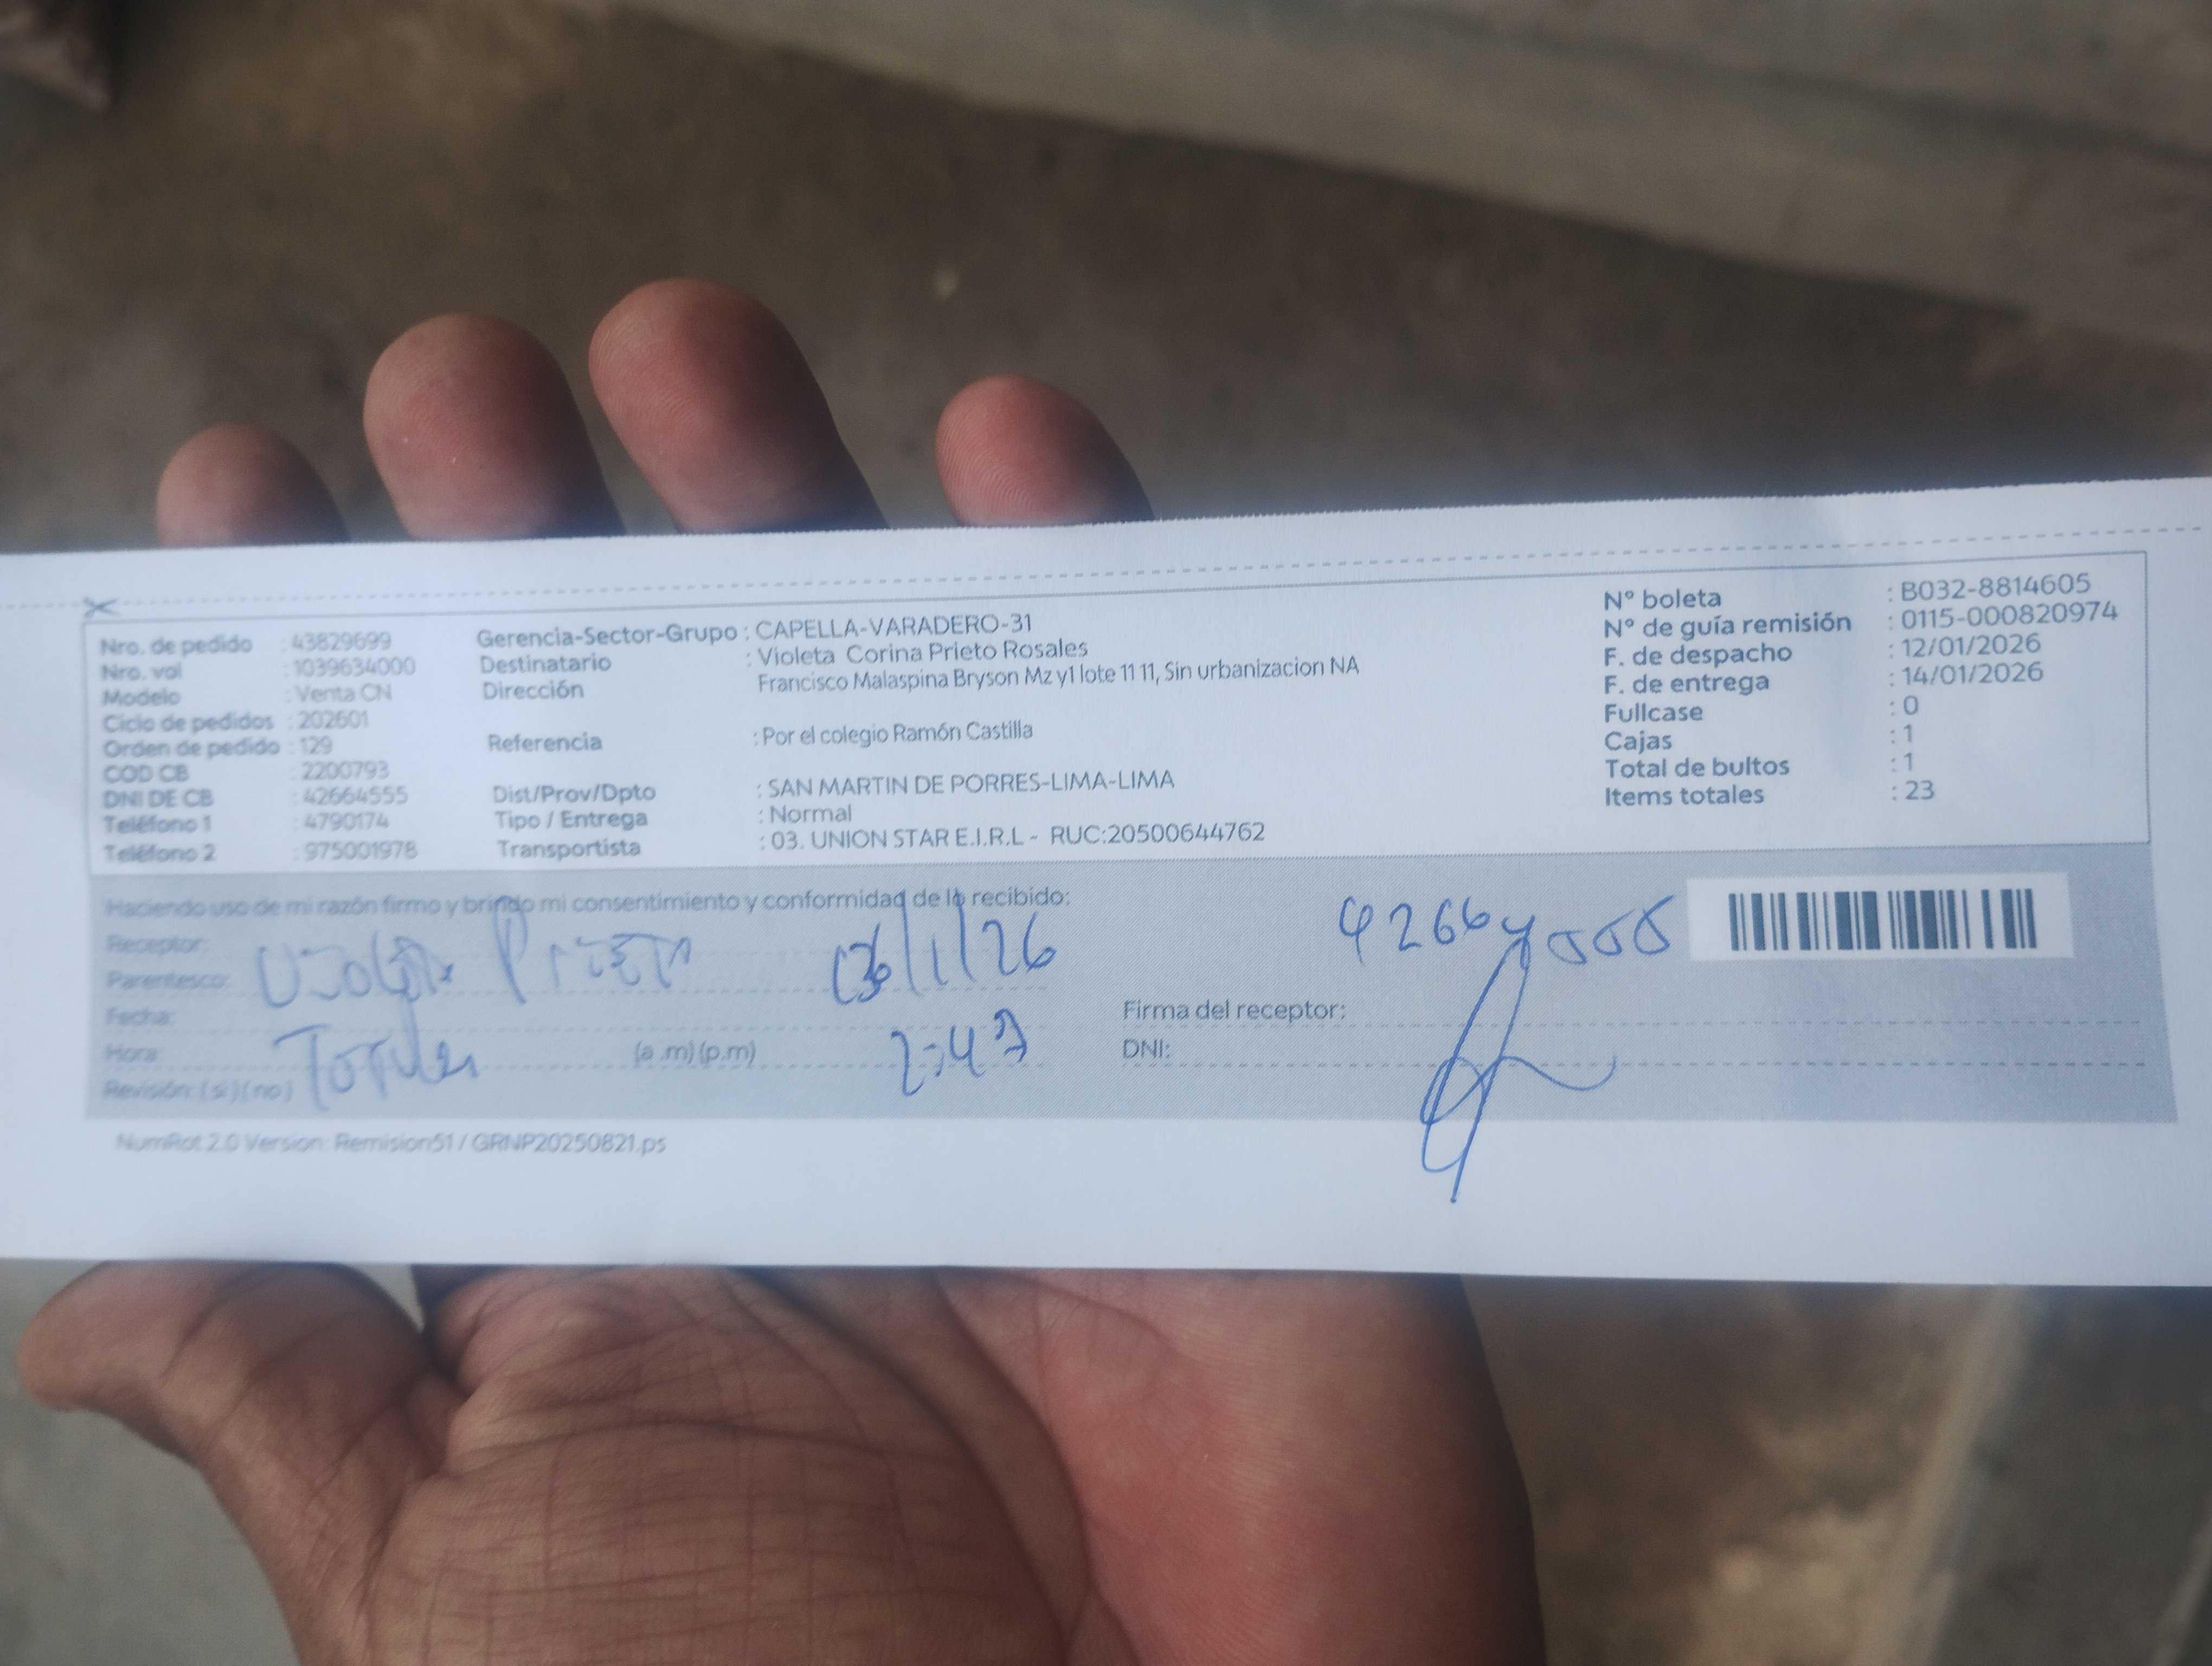 Nro. de pedido : 43829699
Nro. vol : 1039634000
Modelo : Venta CN
Ciclo de pedidos : 202601
Orden de pedido : 129
COD CB : 2200793
DNI DE CB : 42664555
Teléfono 1 : 4790174
Teléfono 2 : 975001978
Gerencia-Sector-Grupo : CAPELLA-VARADERO-31
Destinatario : Violeta Corina Prieto Rosales
Dirección Francisco Malaspina Bryson Mz y1 lote 11 11, Sin urbanizacion NA
Referencia : Por el colegio Ramón Castilla
Dist/Prov/Dpto : SAN MARTIN DE PORRES-LIMA-LIMA
Tipo / Entrega : Normal
Transportista : 03. UNION STAR E.I.R.L - RUC:20500644762
N° boleta : B032-8814605
N° de guía remisión : 0115-000820974
F. de despacho : 12/01/2026
F. de entrega : 14/01/2026
Fullcase : 0
Cajas : 1
Total de bultos : 1
Items totales : 23
Haciendo uso de mi razón firmo y brindo mi consentimiento y conformidad de lo recibido:
Receptor:
Parentesco: Prieto /1/26
Fecha:
Hora: (a.m) (p.m) 2:47
Revisión: ( si ) ( no )
42664555
Firma del receptor:
DNI:
NumRot 2.0 Version: Remision51 / GRNP20250821.ps